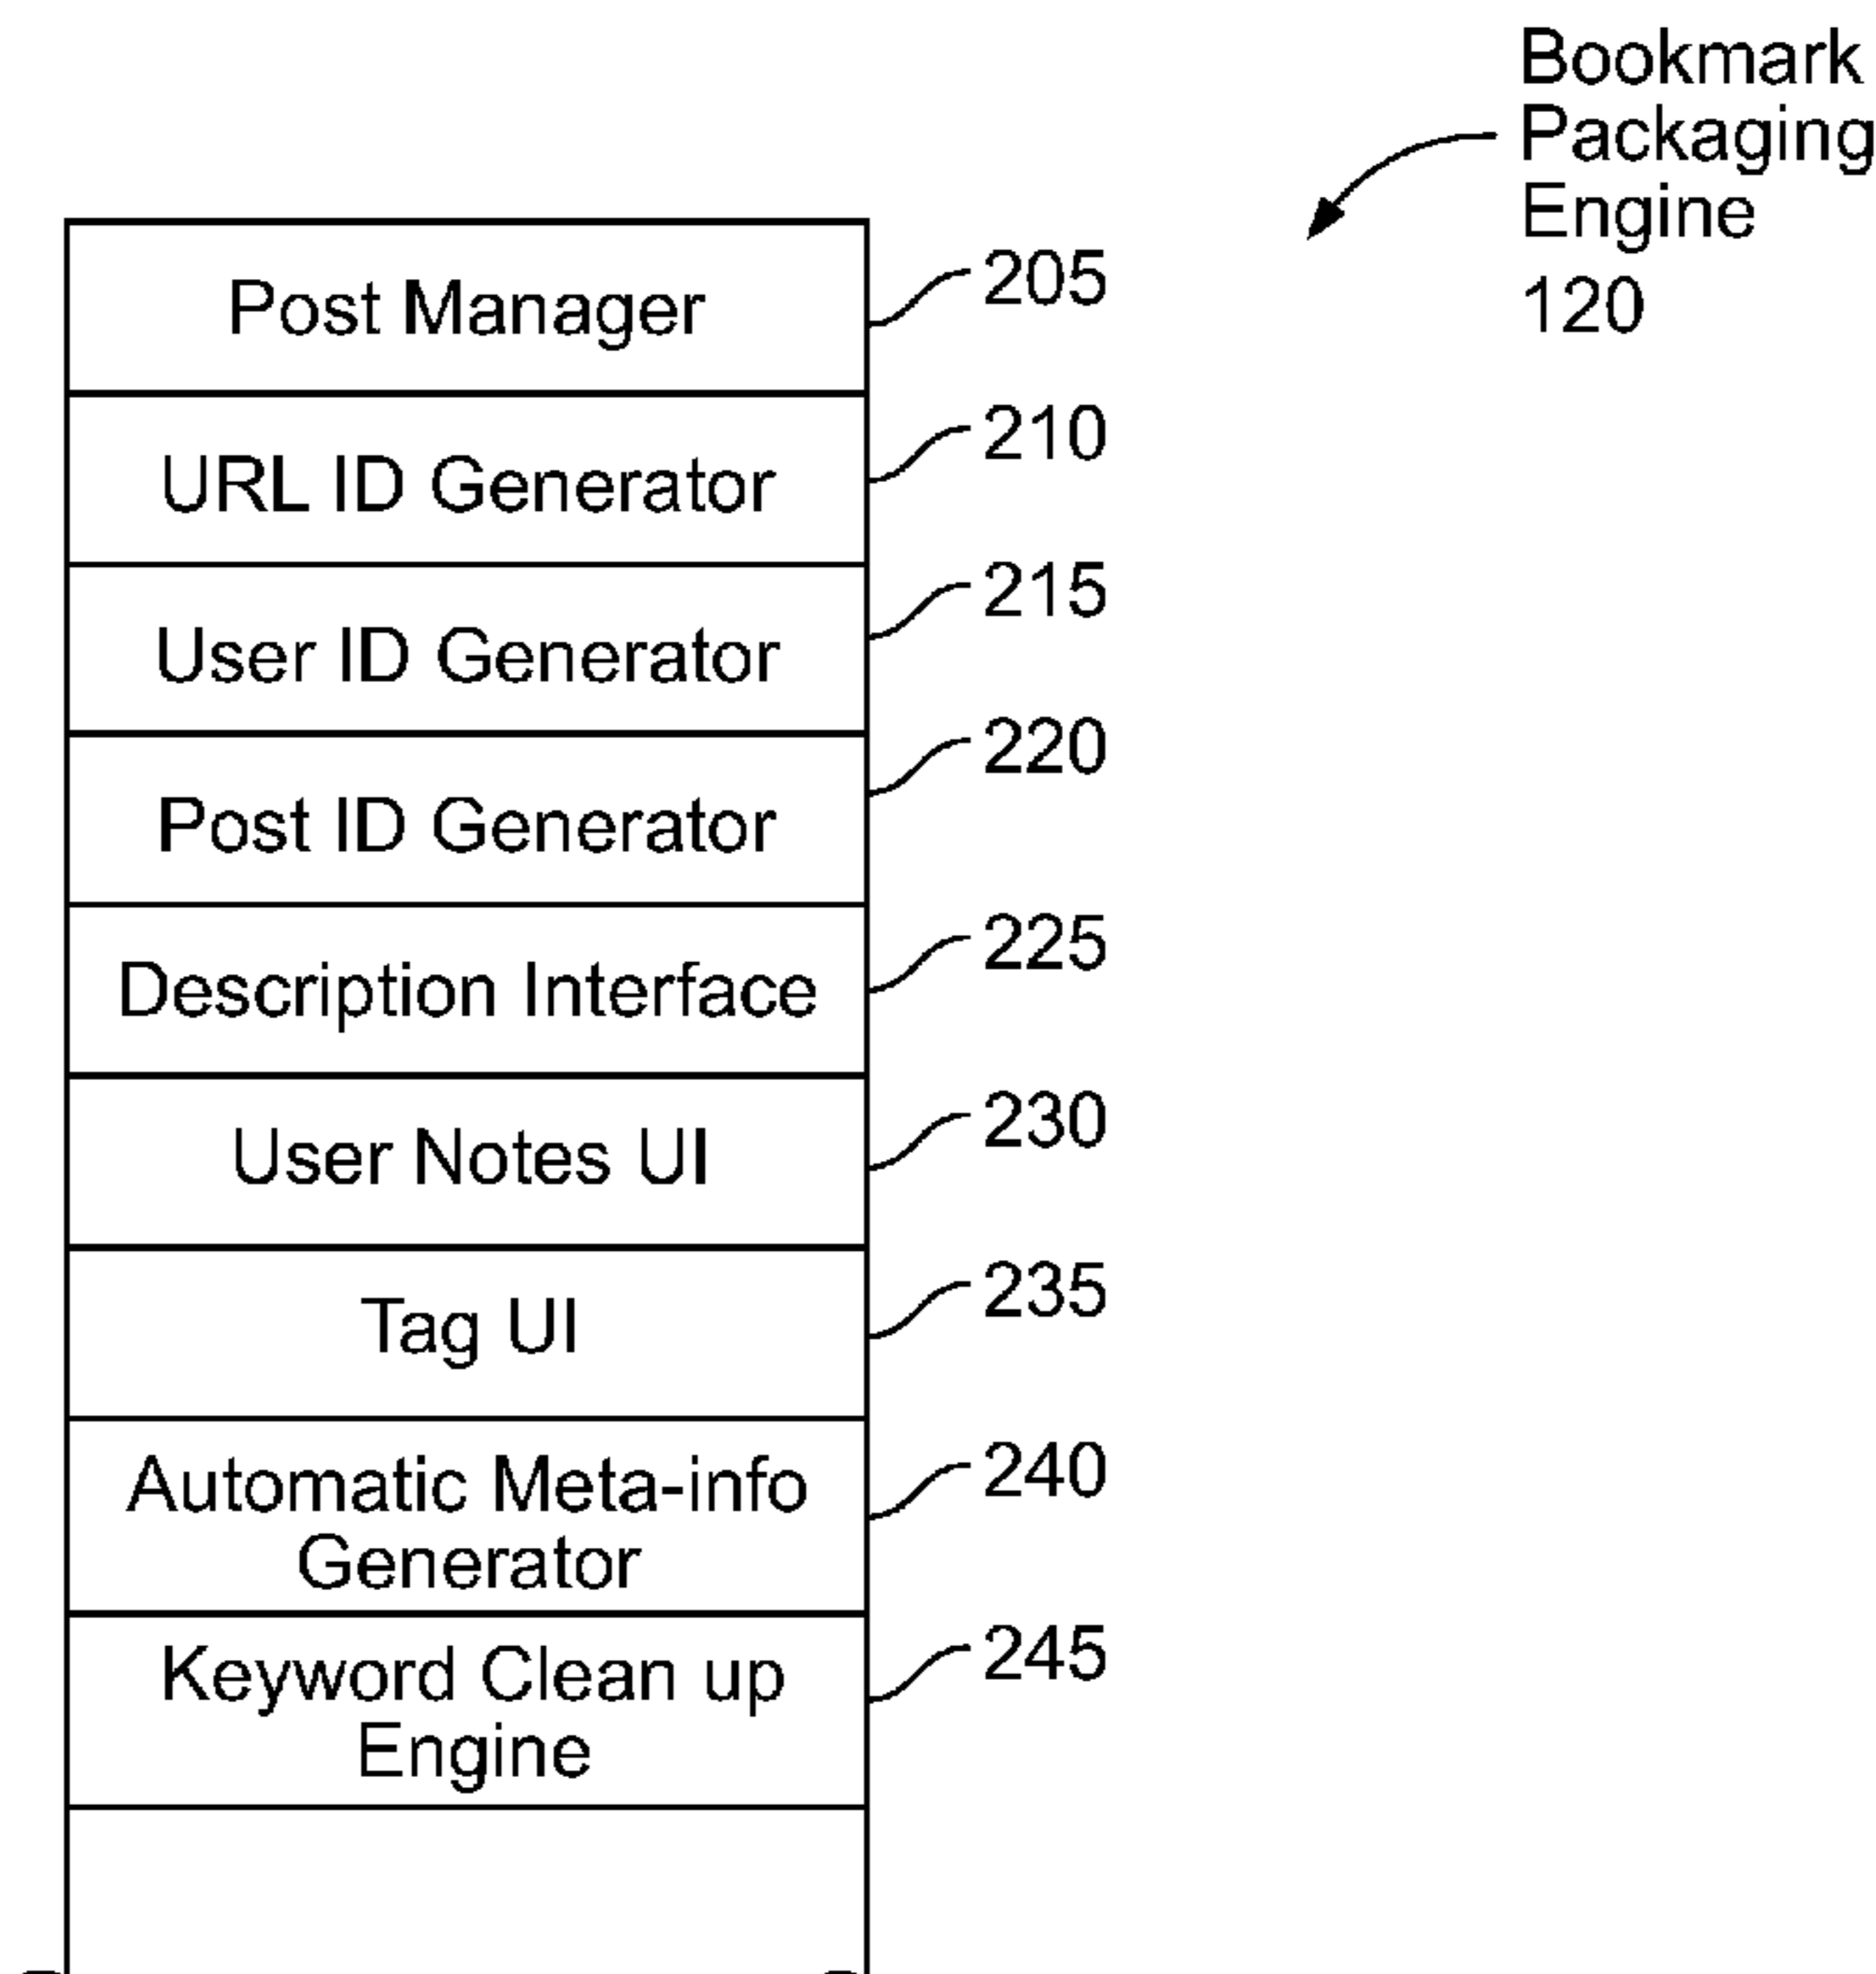 Bookmark
Packaging
Engine
120
Post Manager
205
URL ID Generator
210
User ID Generator
215
Post ID Generator
220
Description Interface
225
User Notes UI
230
Tag UI
235
Automatic Meta-info
Generator
240
Keyword Clean up
Engine
245